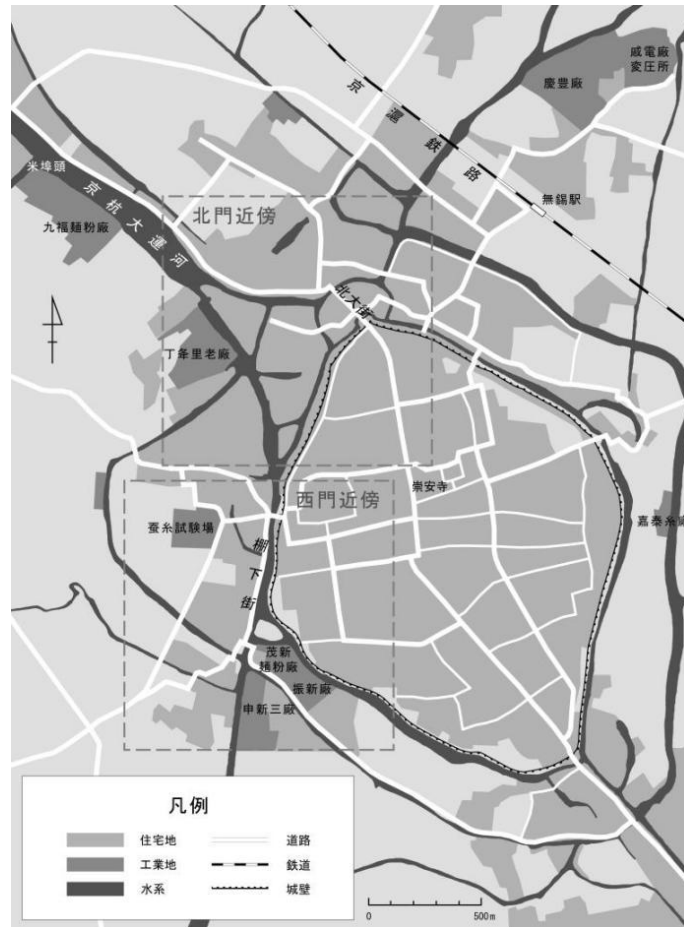 戚電廠
変圧所
慶豊廠
京滬鉄路
無錫駅
米埠頭
京杭大運河
九福麺粉廠
北門近傍
北大街
丁条里老廠
崇安寺
西門近傍
蚕糸試験場
棚下街
嘉泰糸
茂新
麺粉廠
振新廠
申新三廠
凡例
住宅地
道路
工業地
鉄道
水系
城壁
0
500m